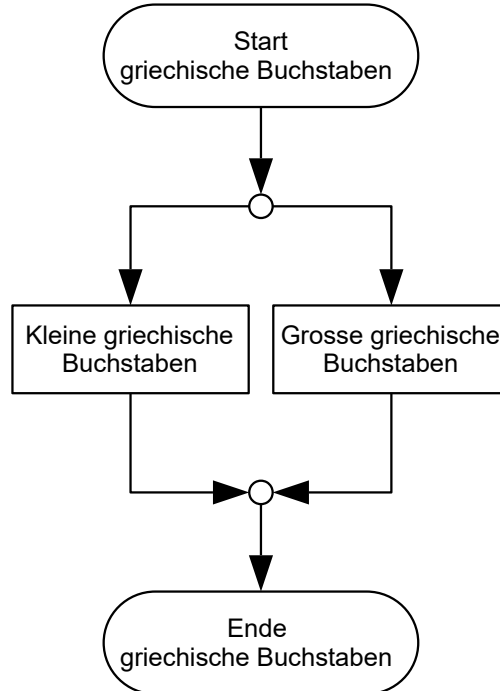 Start
griechische Buchstaben
Kleine griechische
Buchstaben
Grosse griechische
Buchstaben
Ende
griechische Buchstaben